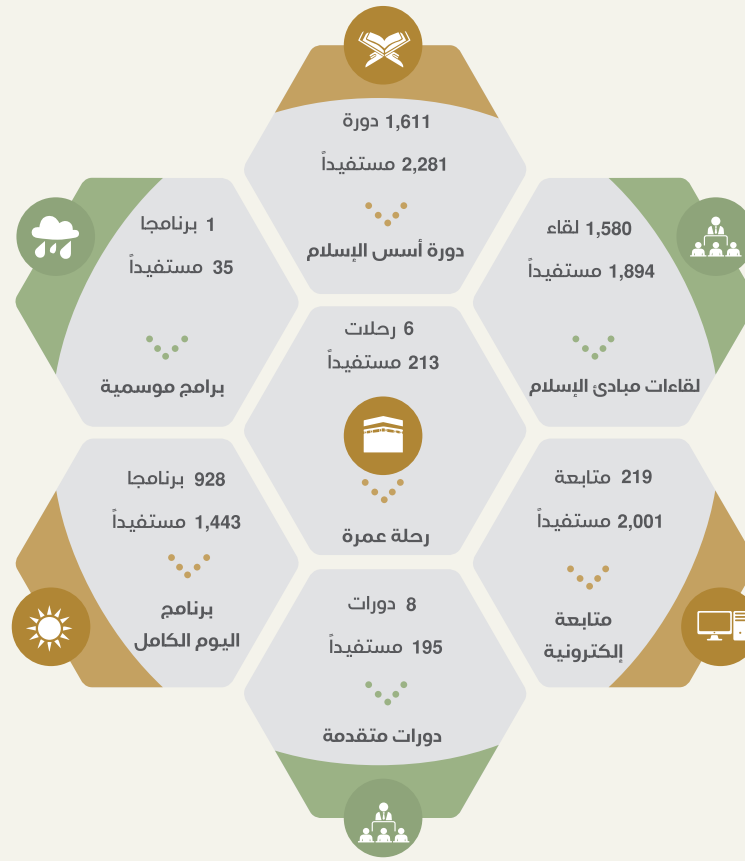 1,611 دورة
2,281 مستفيداً
دورة أسس الإسلام
1,580 لقاء
1,894 مستفيداً
لقاءات مبادئ الإسلام
1 برنامجا
35 مستفيداً
برامج موسمية
6 رحلات
213 مستفيداً
رحلة عمرة
219 متابعة
2,001 مستفيداً
متابعة
إلكترونية
928 برنامجا
1,443 مستفيداً
برنامج
اليوم الكامل
8 دورات
195 مستفيداً
دورات متقدمة